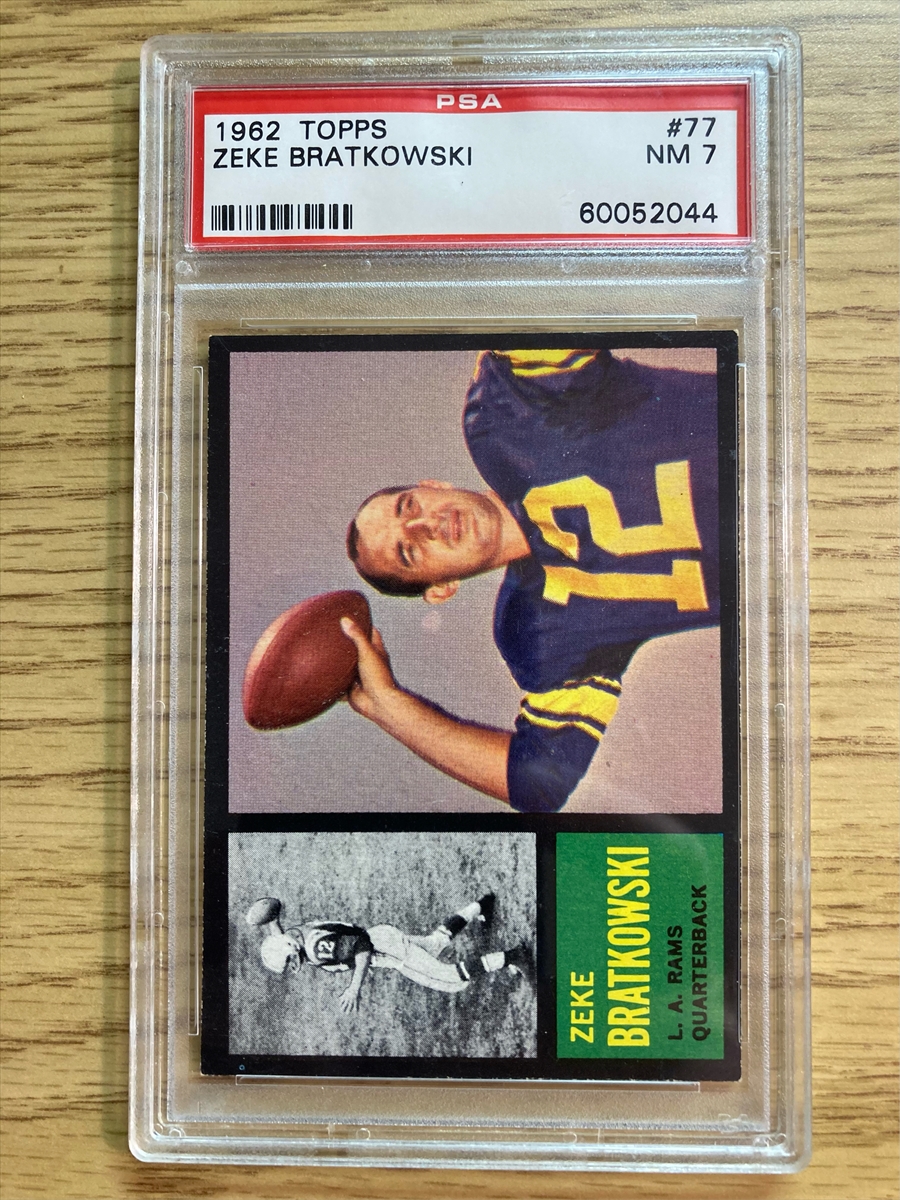 PSA
1962 TOPPS #77
ZEKE BRATKOWSKI NM 7
60052044
12
12
ZEKE
BRATKOWSKI
L. A. RAMS
QUARTERBACK